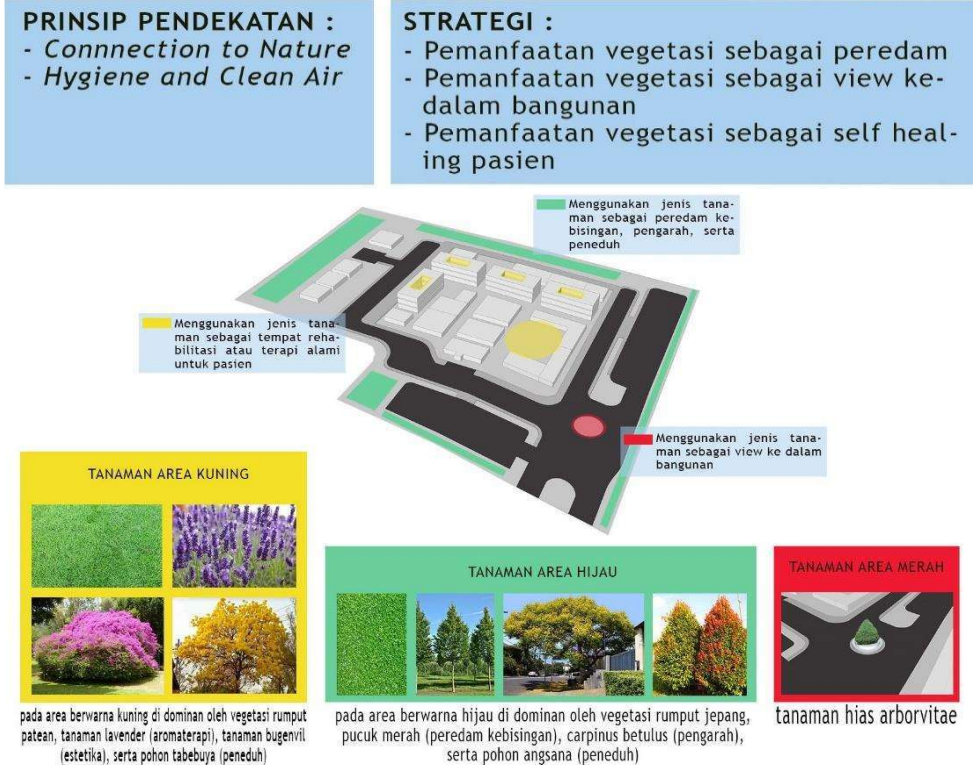 PRINSIP PENDEKATAN :
- Connnection to Nature
- Hygiene and Clean Air
STRATEGI :
- Pemanfaatan vegetasi sebagai peredam
- Pemanfaatan vegetasi sebagai view ke-
dalam bangunan
- Pemanfaatan vegetasi sebagai self heal-
ing pasien
Menggunakan jenis tana-
man sebagai peredam ke-
bisingan, pengarah, serta
peneduh
Menggunakan jenis tana-
man sebagai tempat reha-
bilitasi atau terapi alami
untuk pasien
Menggunakan jenis tana-
man sebagai view ke dalam
bangunan
TANAMAN AREA KUNING
pada area berwarna kuning di dominan oleh vegetasi rumput
patean, tanaman lavender (aromaterapi), tanaman bugenvil
(estetika), serta pohon tabebuya (peneduh)
TANAMAN AREA HIJAU
pada area berwarna hijau di dominan oleh vegetasi rumput jepang,
pucuk merah (peredam kebisingan), carpinus betulus (pengarah),
serta pohon angsana (peneduh)
TANAMAN AREA MERAH
tanaman hias arborvitae